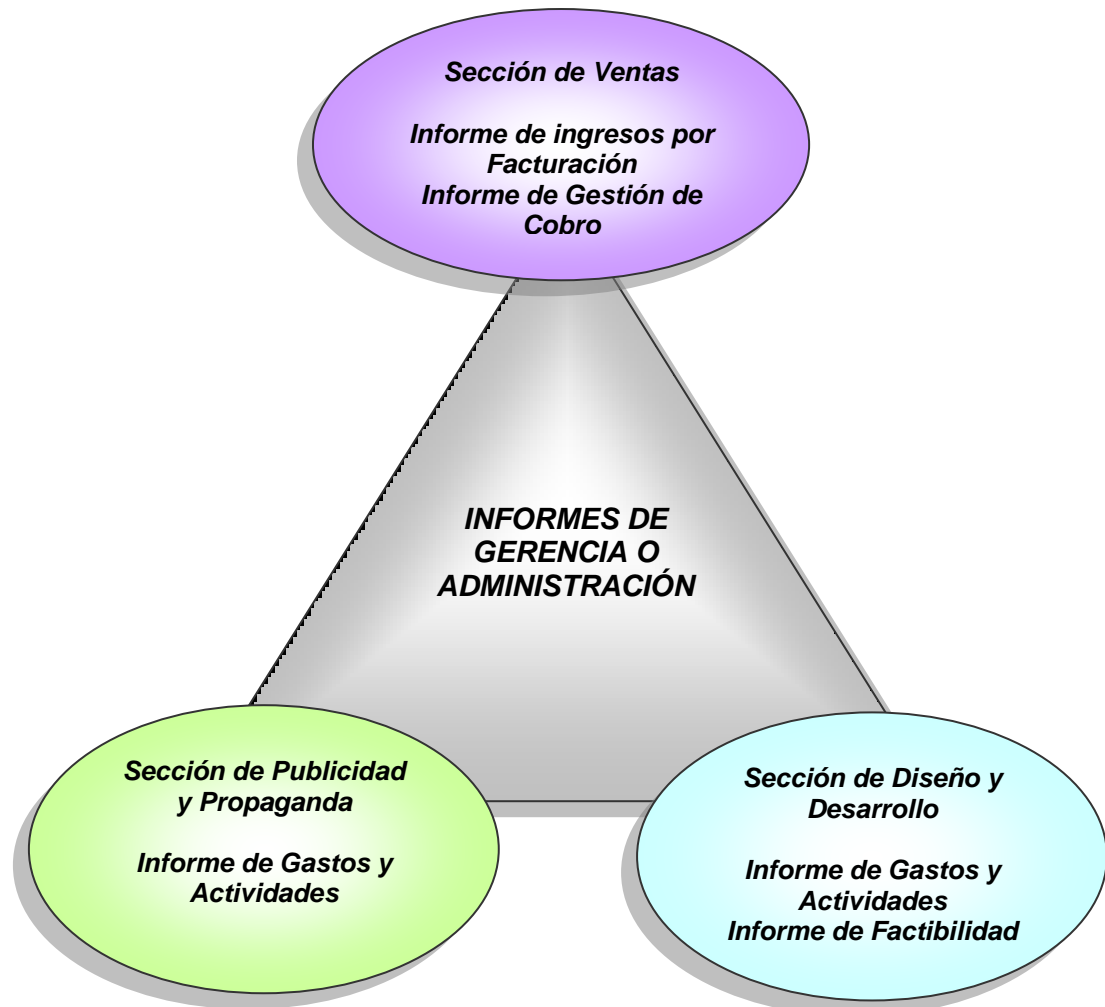 Sección de Ventas
Informe de ingresos por
Facturación
Informe de Gestión de
Cobro
INFORMES DE
GERENCIA O
ADMINISTRACIÓN
Sección de Publicidad
y Propaganda
Informe de Gastos y
Actividades
Sección de Diseño y
Desarrollo
Informe de Gastos y
Actividades
Informe de Factibilidad